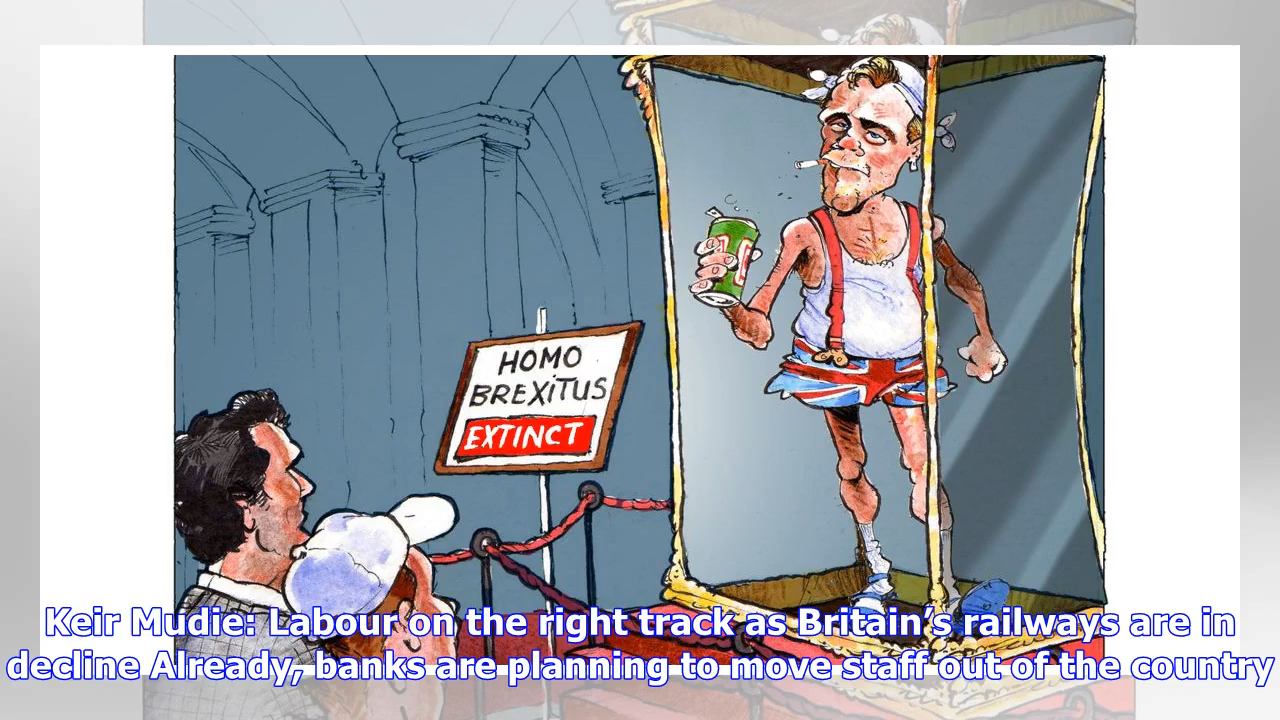 HOMO
BREXiTUS
EXTINCT
Keir Mudie: Labour on the right track as Britain’s railways are in
decline Already, banks are planning to move staff out of the country